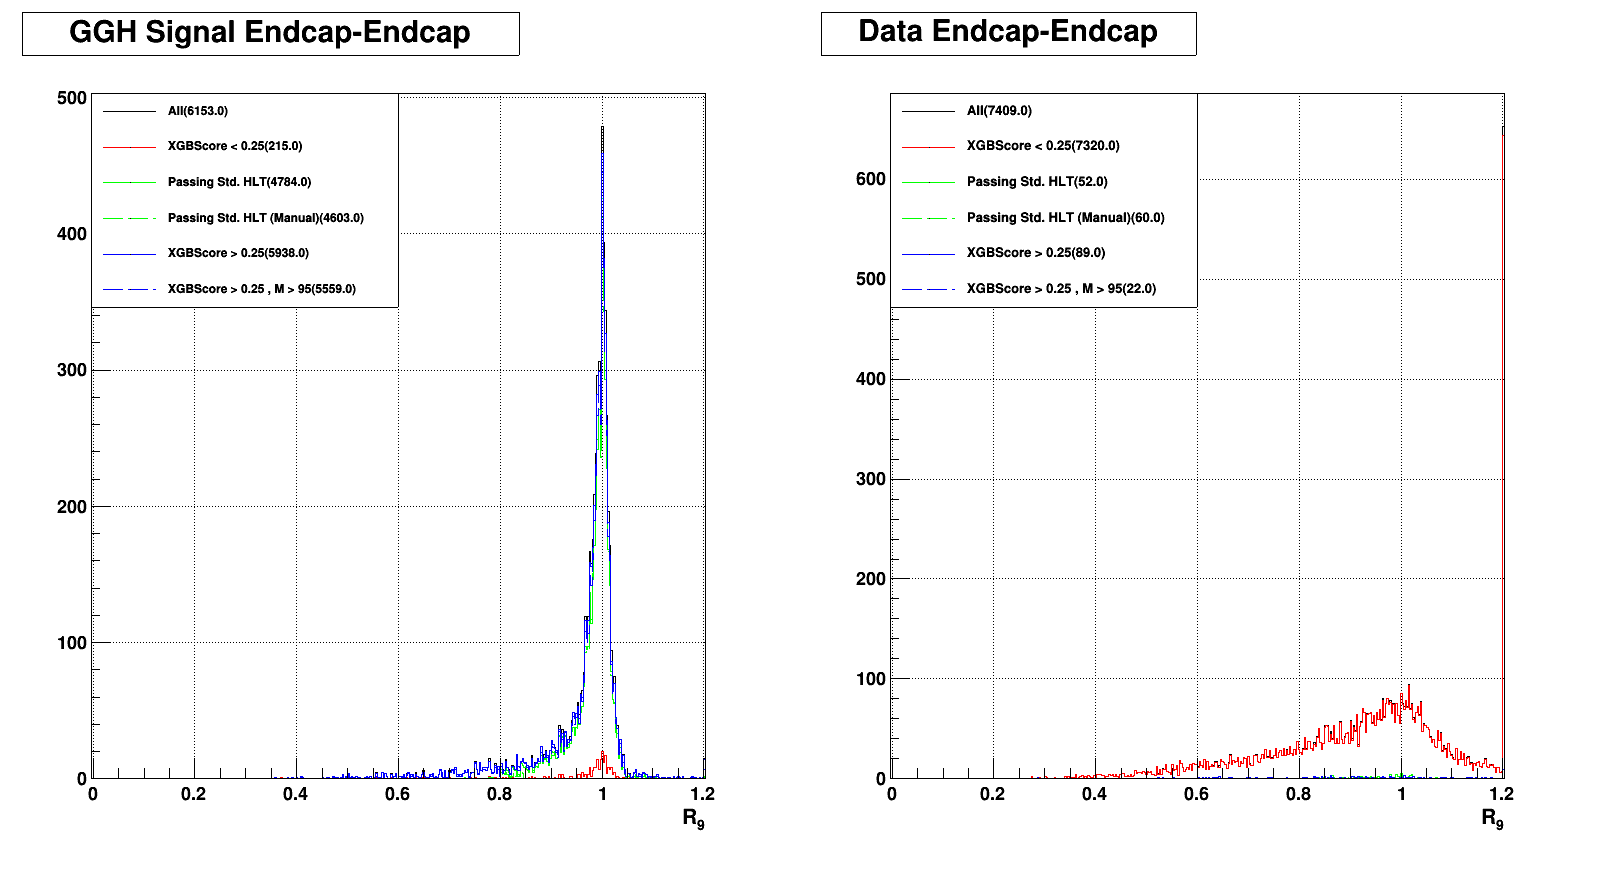 GGH Signal Endcap-Endcap
500
400
300
200
100
0
All(6153.0)
XGBScore < 0.25(215.0)
Passing Std. HLT(4784.0)
Passing Std. HLT (Manual)(4603.0)
XGBScore > 0.25(5938.0)
XGBScore > 0.25 , M > 95(5559.0)
0 0.2 0.4 0.6 0.8 1 1.2
R9
Data Endcap-Endcap
600
500
400
300
200
100
0
All(7409.0)
XGBScore < 0.25(7320.0)
Passing Std. HLT(52.0)
Passing Std. HLT (Manual)(60.0)
XGBScore > 0.25(89.0)
XGBScore > 0.25 , M > 95(22.0)
0 0.2 0.4 0.6 0.8 1 1.2
R9